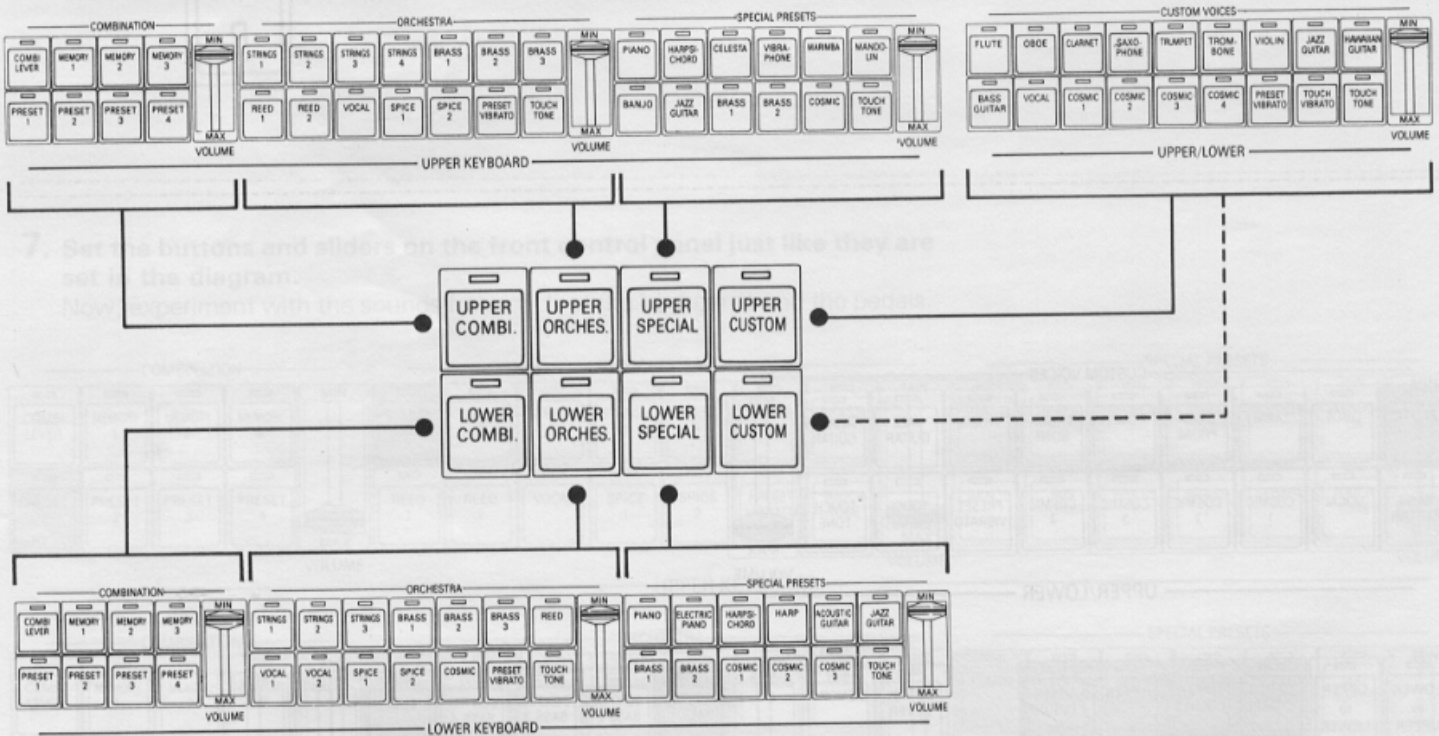 COMBINATION ORCHESTRA SPECIAL PRESETS CUSTOM VOICES
COMBI LEVER MEMORY 1 MEMORY 2 MEMORY 3 MIN STRINGS 1 STRINGS 2 STRINGS 3 STRINGS 4 BRASS 1 BRASS 2 BRASS 3 MIN PIANO HARPSI-CHORD CELESTA VIBRA-PHONE MARIMBA MANDO-LIN MIN FLUTE OBOE CLARINET SAXO-PHONE TRUMPET TROM-BONE VIOLIN JAZZ GUITAR HAWAIIAN GUITAR MIN
PRESET 1 PRESET 2 PRESET 3 PRESET 4 MAX REED 1 REED 2 VOCAL SPICE 1 SPICE 2 PRESET VIBRATO TOUCH TONE MAX BANJO JAZZ GUITAR BRASS 1 BRASS 2 COSMIC TOUCH TONE MAX BASS GUITAR VOCAL COSMIC 1 COSMIC 2 COSMIC 3 COSMIC 4 PRESET VIBRATO TOUCH VIBRATO TOUCH TONE MAX
VOLUME VOLUME VOLUME VOLUME
UPPER KEYBOARD UPPER/LOWER
7. Set the buttons and sliders on the front control panel just like they are
set in the diagram.
Now, experiment with the sounds the pedals.
UPPER COMBI. UPPER ORCHES. UPPER SPECIAL UPPER CUSTOM
LOWER COMBI. LOWER ORCHES. LOWER SPECIAL LOWER CUSTOM
COMBINATION ORCHESTRA SPECIAL PRESETS
COMBI LEVER MEMORY 1 MEMORY 2 MEMORY 3 MIN STRINGS 1 STRINGS 2 STRINGS 3 BRASS 1 BRASS 2 BRASS 3 REED MIN PIANO ELECTRIC PIANO HARPSI-CHORD HARP ACOUSTIC GUITAR JAZZ GUITAR MIN
PRESET 1 PRESET 2 PRESET 3 PRESET 4 MAX VOCAL 1 VOCAL 2 SPICE 1 SPICE 2 COSMIC PRESET VIBRATO TOUCH TONE MAX BRASS 1 BRASS 2 COSMIC 1 COSMIC 2 COSMIC 3 TOUCH TONE MAX
VOLUME VOLUME VOLUME
LOWER KEYBOARD